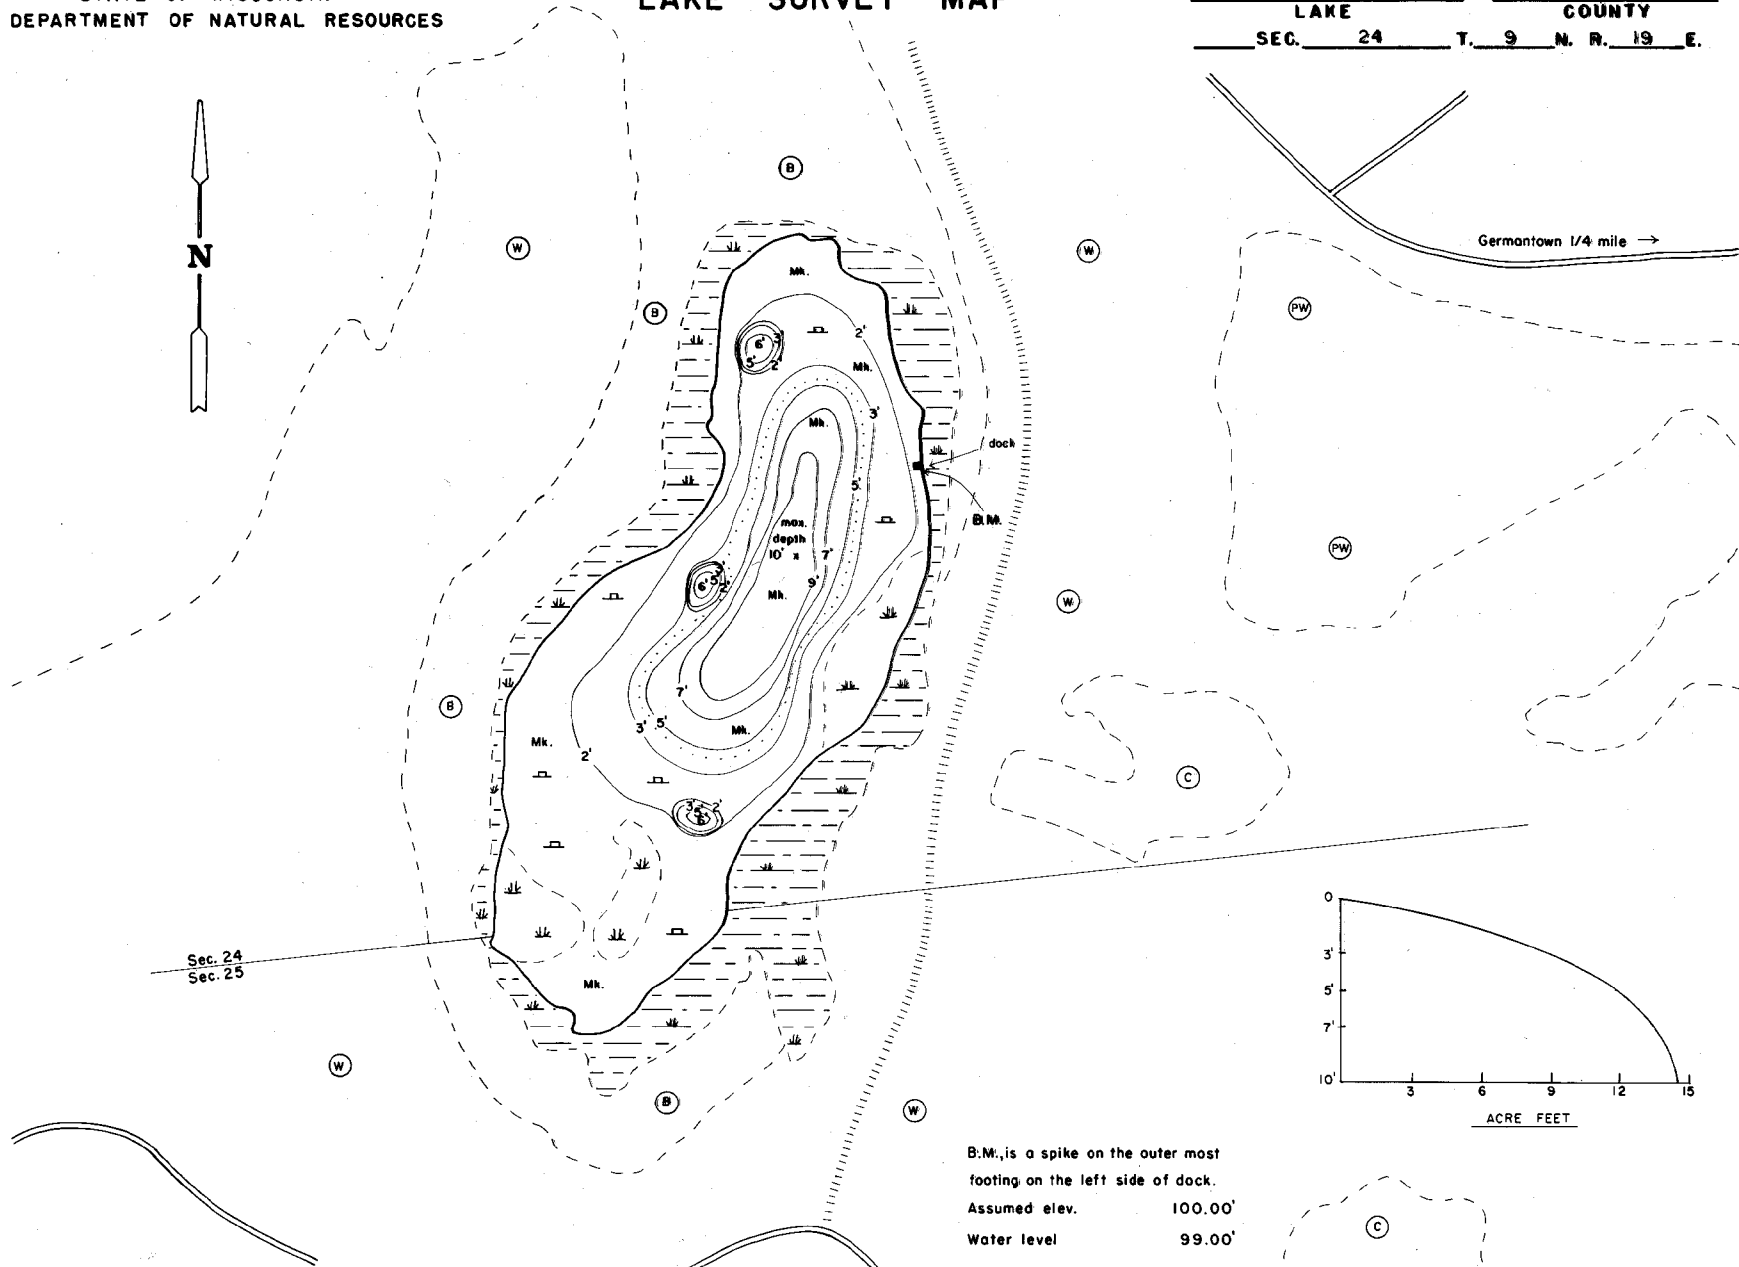 DEPARTMENT OF NATURAL RESOURCES
LAKE SURVEY MAP
LAKE
COUNTY
SEC. 24 T. 9 N. R. 19 E.
N
B
W
B
W
Germantown 1/4 mile →
PW
PW
Mk.
6'
3'
5'
2'
2'
Mk.
3'
Mk.
dock
5'
B.M.
max.
depth
10' x
7'
9'
Mk.
3'
6'
5'
2'
W
B
7'
3'
5'
Mk.
Mk.
2'
C
3'
5'
2'
6'
Sec. 24
Sec. 25
Mk.
W
B
W
0
3'
5'
7'
10'
3 6 9 12 15
ACRE FEET
B.M., is a spike on the outer most
footing on the left side of dock.
Assumed elev. 100.00'
Water level 99.00'
C